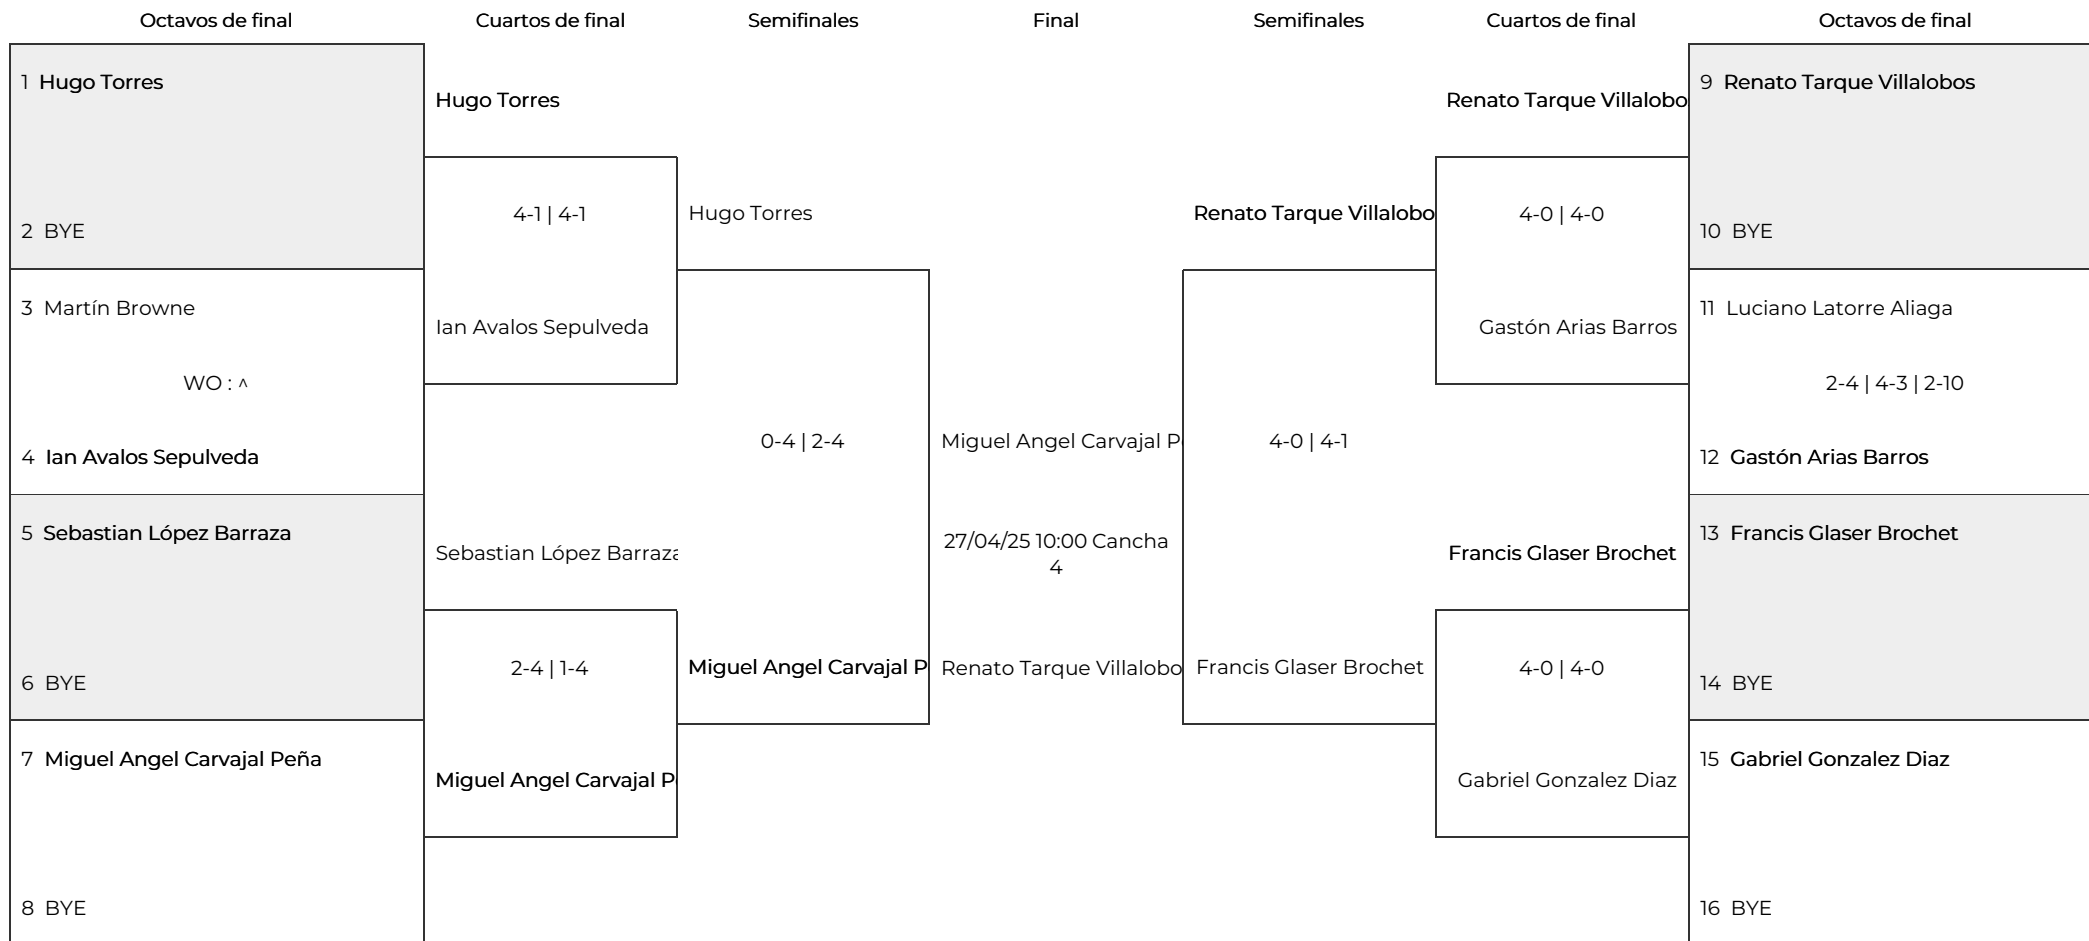 Octavos de final
Cuartos de final
Semifinales
Final
Semifinales
Cuartos de final
Octavos de final
1 Hugo Torres
2 BYE
3 Martín Browne
WO : ^
4 Ian Avalos Sepulveda
5 Sebastian López Barraza
6 BYE
7 Miguel Angel Carvajal Peña
8 BYE
Hugo Torres
4-1 | 4-1
Ian Avalos Sepulveda
Sebastian López Barraza
2-4 | 1-4
Miguel Angel Carvajal P
Hugo Torres
0-4 | 2-4
Miguel Angel Carvajal P
Miguel Angel Carvajal P
27/04/25 10:00 Cancha
4
Renato Tarque Villalobo
Renato Tarque Villalobo
4-0 | 4-1
Francis Glaser Brochet
Renato Tarque Villalobo
4-0 | 4-0
Gastón Arias Barros
Francis Glaser Brochet
4-0 | 4-0
Gabriel Gonzalez Diaz
9 Renato Tarque Villalobos
10 BYE
11 Luciano Latorre Aliaga
2-4 | 4-3 | 2-10
12 Gastón Arias Barros
13 Francis Glaser Brochet
14 BYE
15 Gabriel Gonzalez Diaz
16 BYE